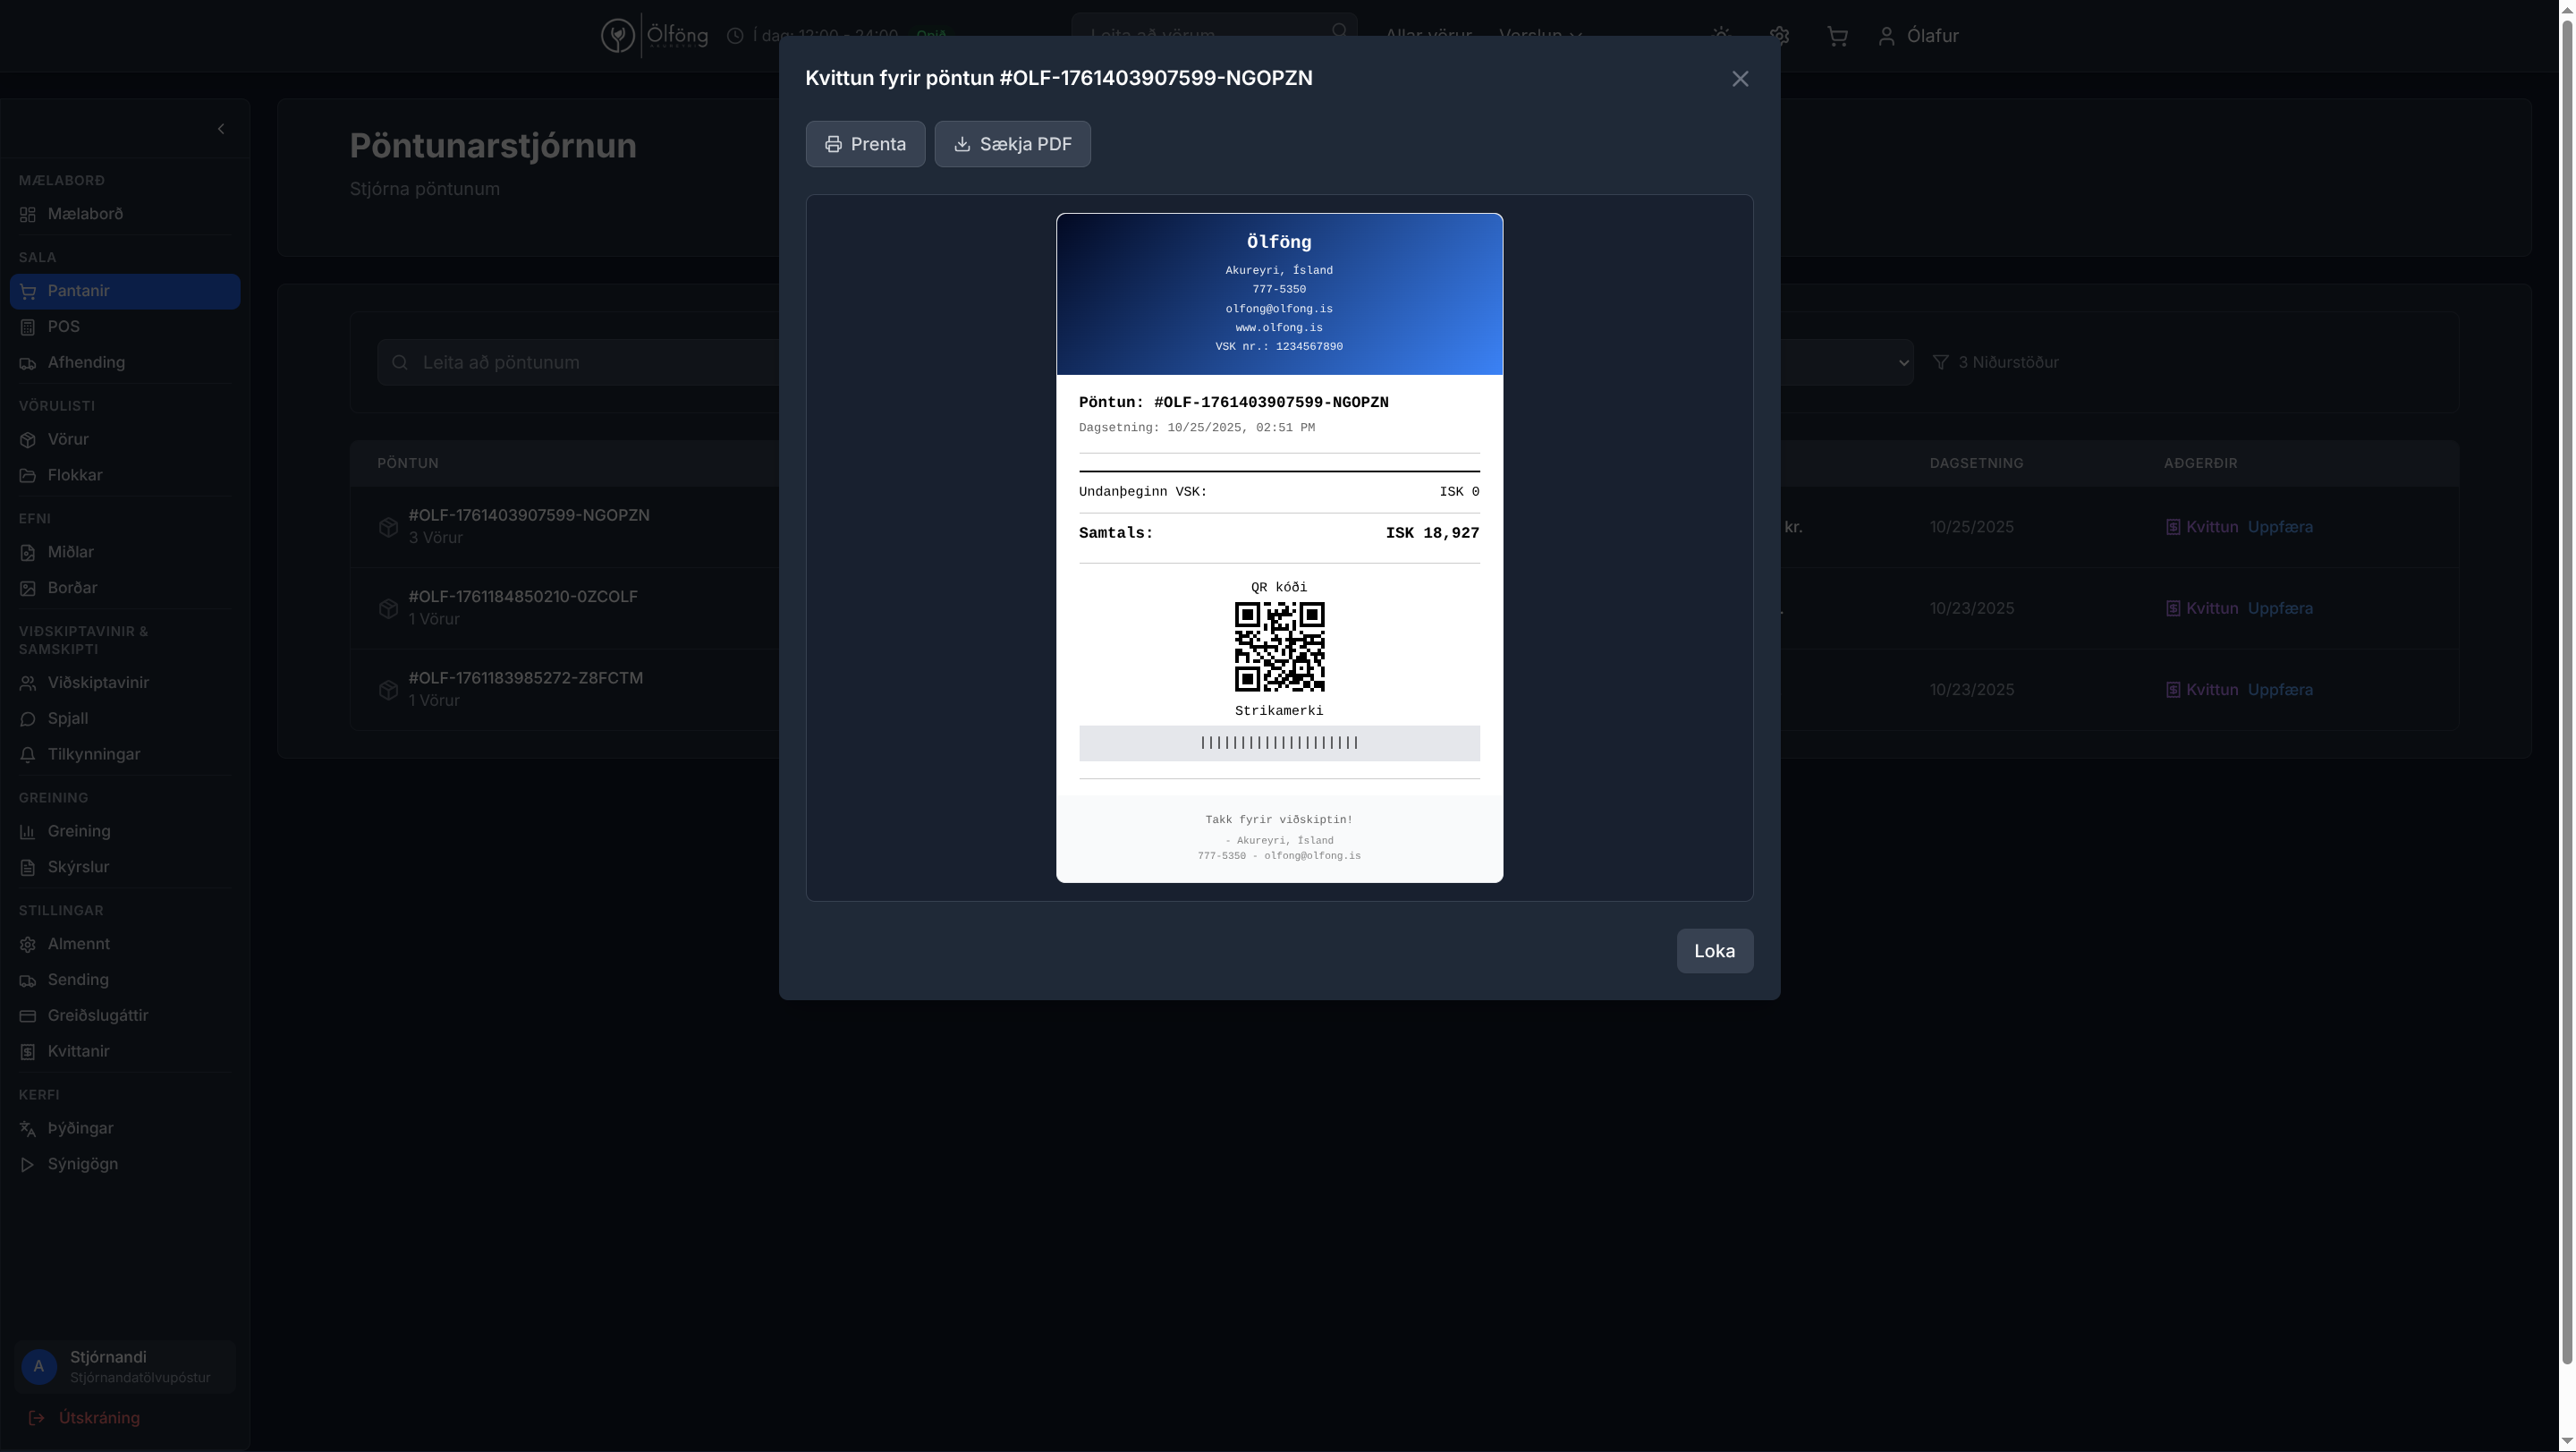 Ölföng
AKUREYRI
Í dag: 12:00 - 24:00
Opið
Leita að vörum
Allar vörur
Verslun
Ólafur
Kvittun fyrir pöntun #OLF-1761403907599-NGOPZN
Prenta
Sækja PDF
Ölföng
Akureyri, Ísland
777-5350
olfong@olfong.is
www.olfong.is
VSK nr.: 1234567890
Pöntun: #OLF-1761403907599-NGOPZN
Dagsetning: 10/25/2025, 02:51 PM
Undanþeginn VSK: ISK 0
Samtals: ISK 18,927
QR kóði
Strikamerki
||||||||||||||||||||
Takk fyrir viðskiptin!
- Akureyri, Ísland
777-5350 - olfong@olfong.is
Loka
MÆLABORÐ
Mælaborð
SALA
Pantanir
POS
Afhending
VÖRULISTI
Vörur
Flokkar
EFNI
Miðlar
Borðar
VIÐSKIPTAVINIR &
SAMSKIPTI
Viðskiptavinir
Spjall
Tilkynningar
GREINING
Greining
Skýrslur
STILLINGAR
Almennt
Sending
Greiðslugáttir
Kvittanir
KERFI
Þýðingar
Sýnigögn
A
Stjórnandi
Stjórnandatölvupóstur
Útskráning
Pöntunarstjórnun
Stjórna pöntunum
Leita að pöntunum
3 Niðurstöður
PÖNTUN
DAGSETNING
AÐGERÐIR
#OLF-1761403907599-NGOPZN
3 Vörur
kr.
10/25/2025
Kvittun Uppfæra
#OLF-1761184850210-0ZCOLF
1 Vörur
10/23/2025
Kvittun Uppfæra
#OLF-1761183985272-Z8FCTM
1 Vörur
10/23/2025
Kvittun Uppfæra